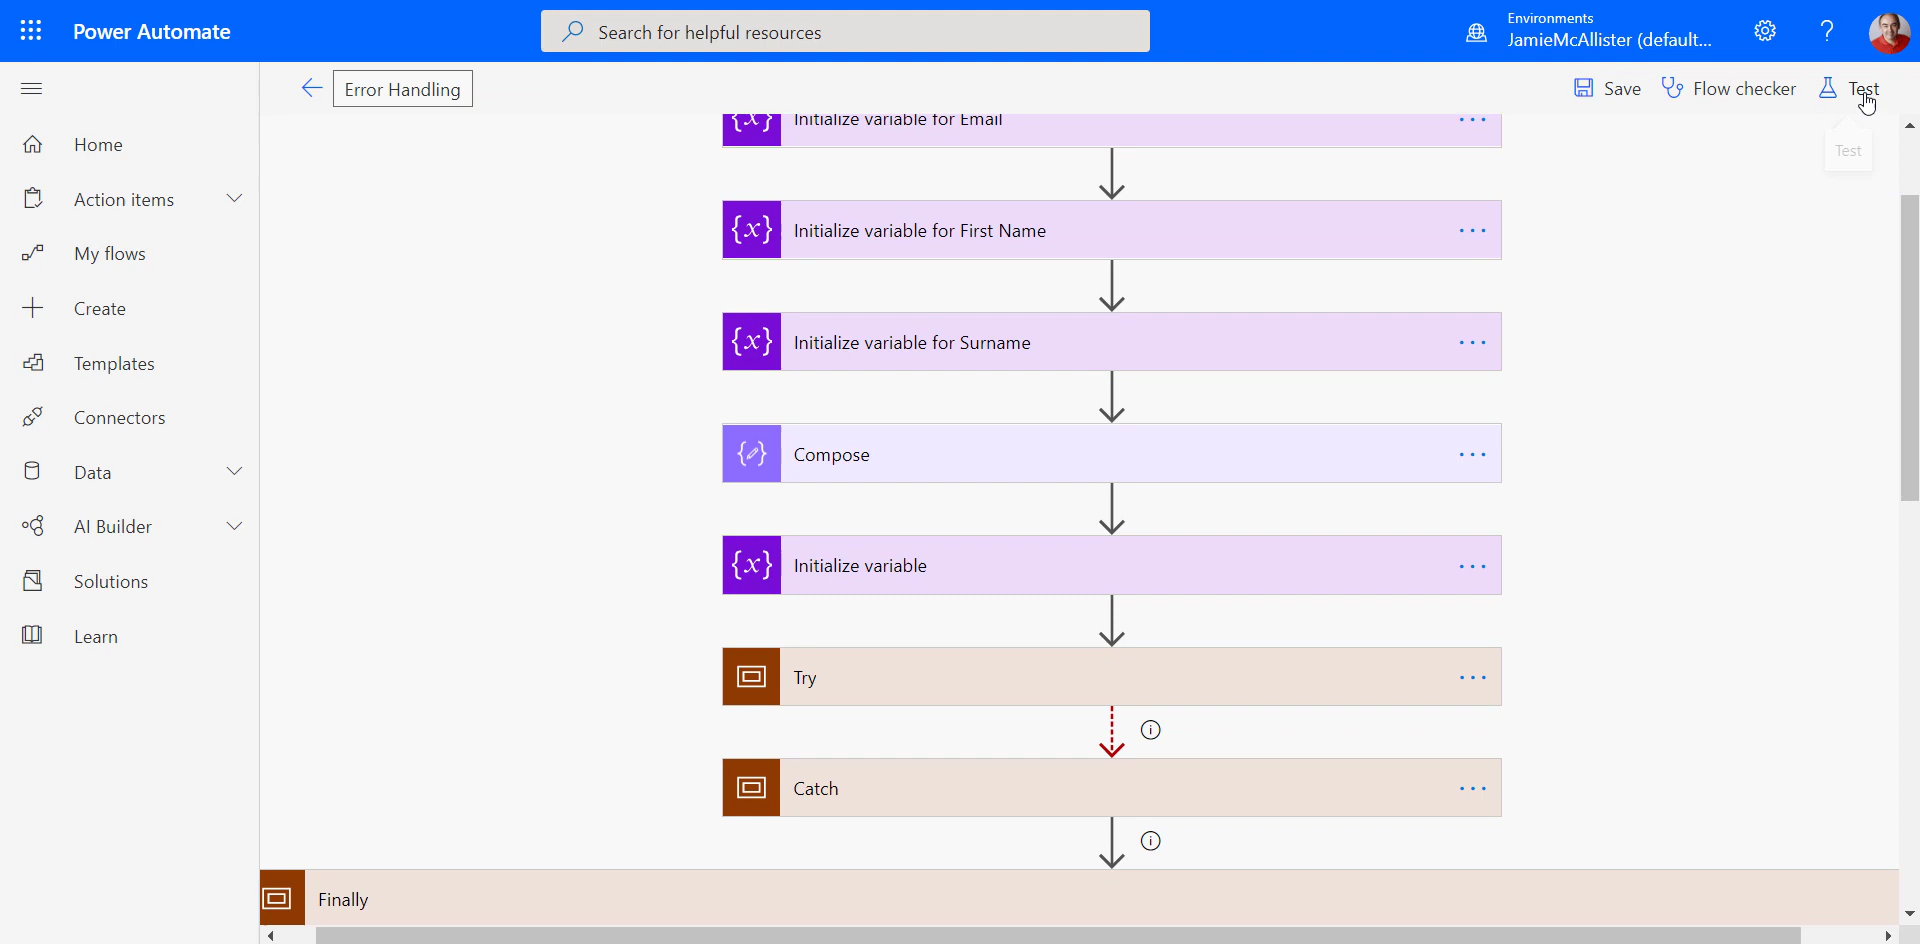 Power Automate
Search for helpful resources
Environments
JamieMcAllister (default...
Error Handling
Save
Flow checker
Test
Test
Home
Action items
My flows
Create
Templates
Connectors
Data
AI Builder
Solutions
Learn
{x} Initialize variable for Email
{x} Initialize variable for First Name
{x} Initialize variable for Surname
Compose
{x} Initialize variable
Try
Catch
Finally